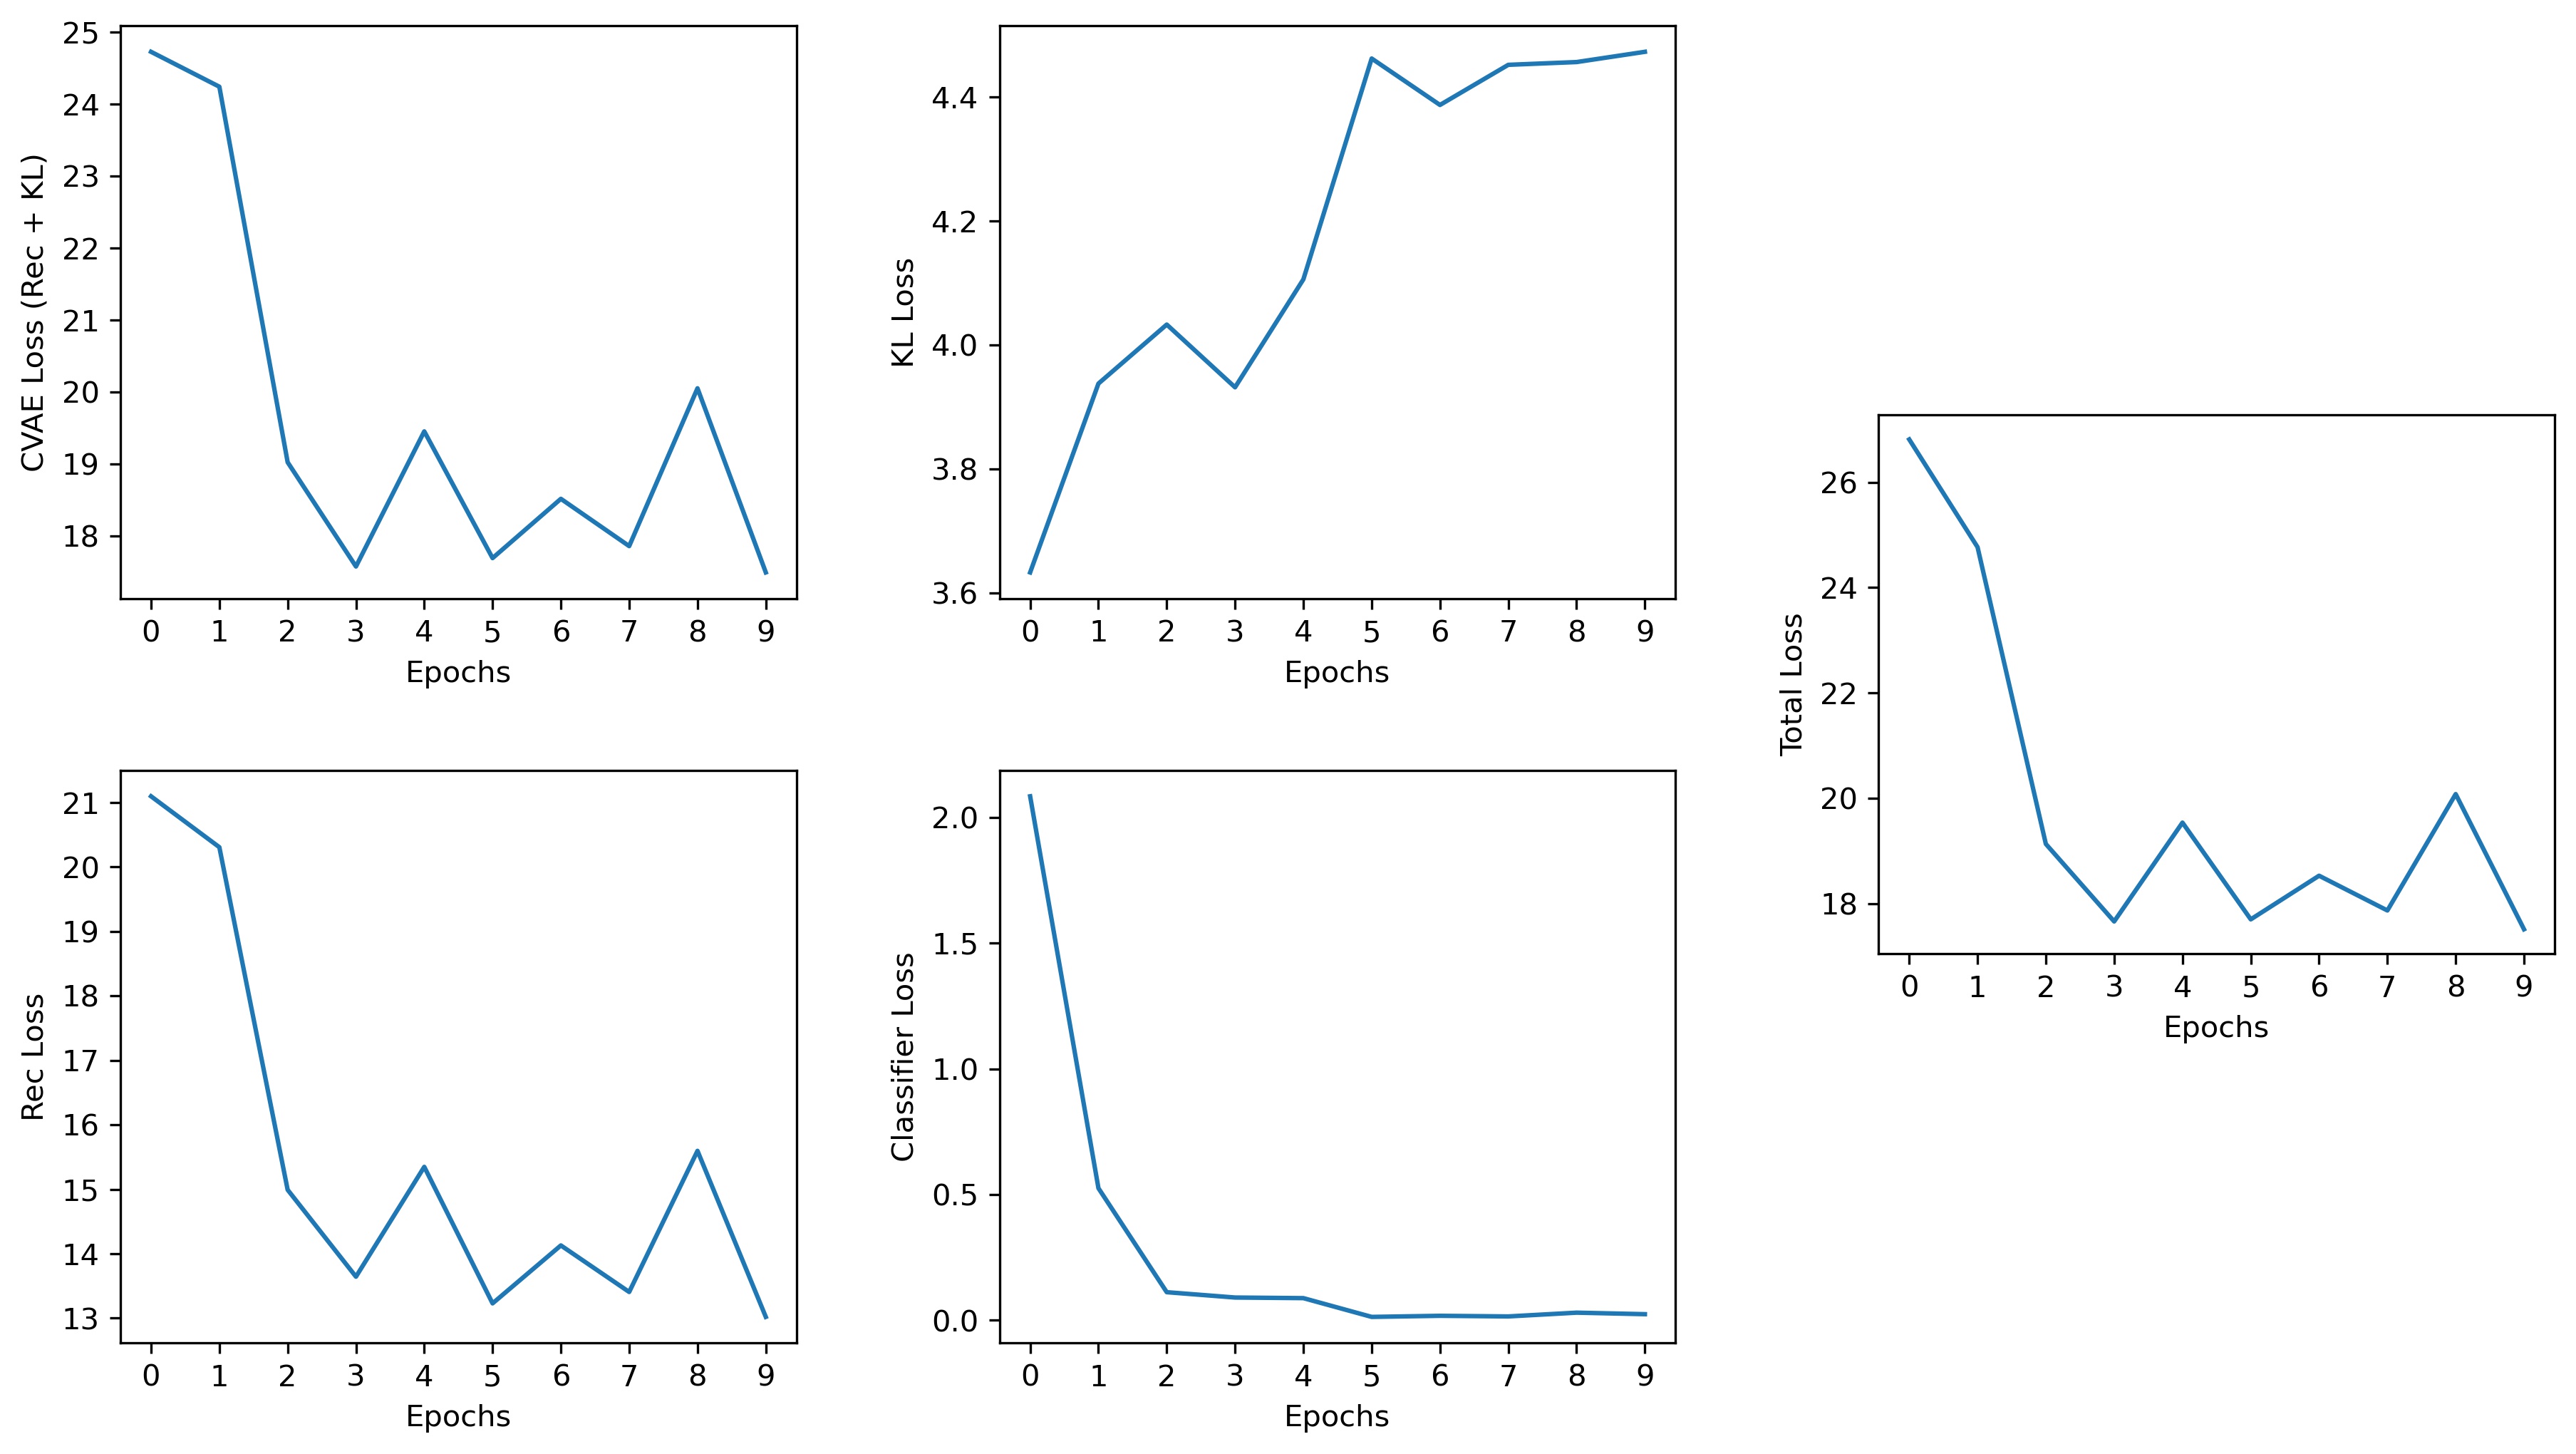 CVAE Loss (Rec + KL)
25
24
23
22
21
20
19
18
0 1 2 3 4 5 6 7 8 9
Epochs
KL Loss
4.4
4.2
4.0
3.8
3.6
0 1 2 3 4 5 6 7 8 9
Epochs
Rec Loss
21
20
19
18
17
16
15
14
13
0 1 2 3 4 5 6 7 8 9
Epochs
Classifier Loss
2.0
1.5
1.0
0.5
0.0
0 1 2 3 4 5 6 7 8 9
Epochs
Total Loss
26
24
22
20
18
0 1 2 3 4 5 6 7 8 9
Epochs